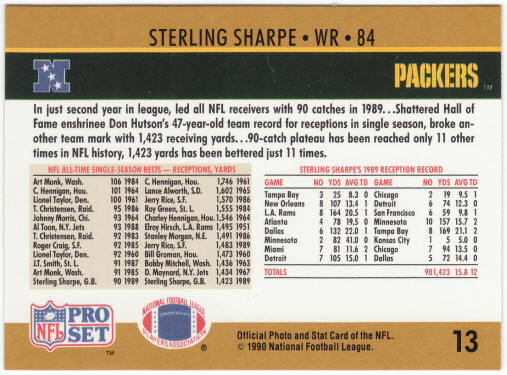 STERLING SHARPE • WR • 84
N
PACKERS
™
In just second year in league, led all NFL receivers with 90 catches in 1989...Shattered Hall of
Fame enshrinee Don Hutson's 47-year-old team record for receptions in single season, broke an-
other team mark with 1,423 receiving yards...90-catch plateau has been reached only 11 other
times in NFL history, 1,423 yards has been bettered just 11 times.
NFL ALL-TIME SINGLE-SEASON BESTS — RECEPTIONS, YARDS
Art Monk, Wash. 106 1984 C. Hennigan, Hou. 1,746 1961
C. Hennigan, Hou. 101 1964 Lance Alworth, S.D. 1,602 1965
Lionel Taylor, Den. 100 1961 Jerry Rice, S.F. 1,570 1986
T. Christensen, Raid. 95 1986 Roy Green, St. L. 1,555 1984
Johnny Morris, Chi. 93 1964 Charley Hennigan, Hou. 1,546 1964
Al Toon, N.Y. Jets 93 1988 Elroy Hirsch, L.A. Rams 1,495 1951
T. Christensen, Raid. 92 1983 Stanley Morgan, N.E. 1,491 1986
Roger Craig, S.F. 92 1985 Jerry Rice, S.F. 1,483 1989
Lionel Taylor, Den. 92 1960 Bill Groman, Hou. 1,473 1960
J.T. Smith, St. L. 91 1987 Bobby Mitchell, Wash. 1,436 1963
Art Monk, Wash. 91 1985 D. Maynard, N.Y. Jets 1,434 1967
Sterling Sharpe, G.B. 90 1989 Sterling Sharpe, G.B. 1,423 1989
STERLING SHARPE'S 1989 RECEPTION RECORD
GAME NO YDS AVG TD GAME NO YDS AVG TD
Tampa Bay 3 25 8.3 0 Chicago 2 19 9.5 1
New Orleans 8 107 13.4 1 Detroit 6 74 12.3 0
L.A. Rams 8 164 20.5 1 San Francisco 6 59 9.8 1
Atlanta 4 78 19.5 0 Minnesota 10 157 15.7 2
Dallas 6 132 22.0 1 Tampa Bay 8 169 21.1 2
Minnesota 2 82 41.0 0 Kansas City 1 5 5.0 0
Miami 7 81 11.6 2 Chicago 7 94 13.5 0
Detroit 7 105 15.0 1 Dallas 5 72 14.4 0
TOTALS 90 1,423 15.8 12
NFL
PRO
SET
™
NATIONAL FOOTBALL LEAGUE
PLAYERS ASSOCIATION
®
Official Photo and Stat Card of the NFL.
© 1990 National Football League.
13